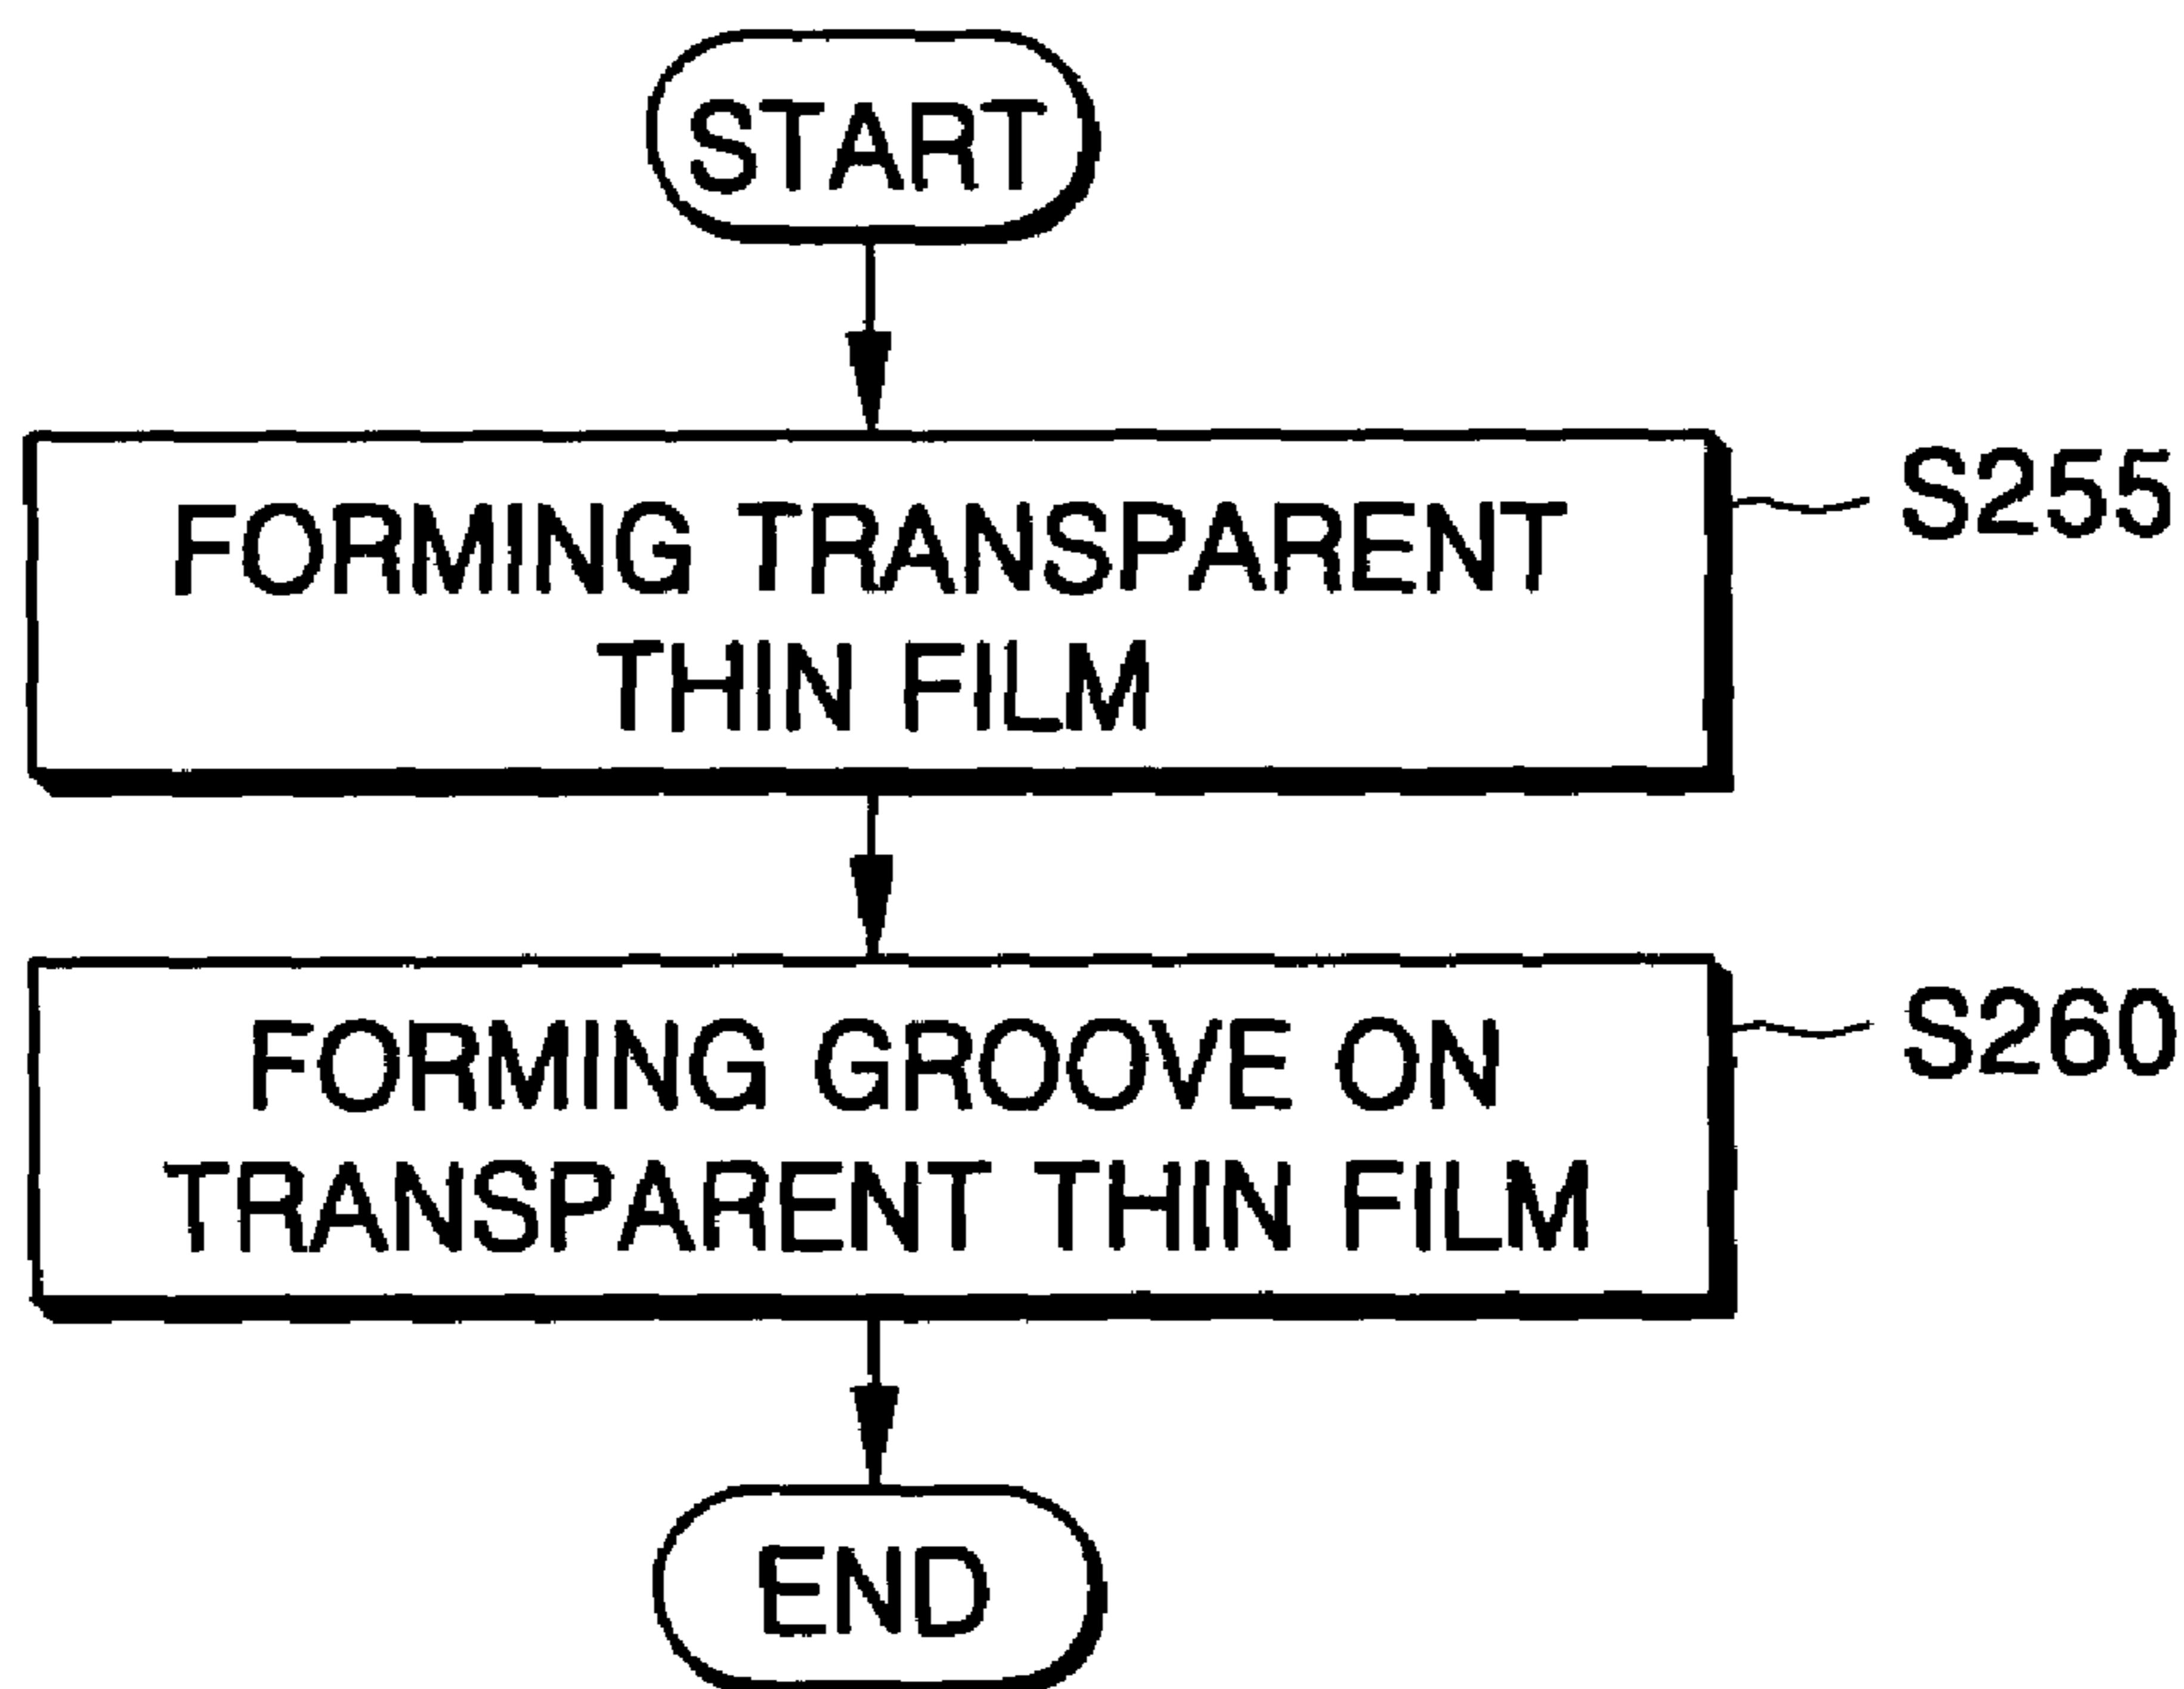 START
FORMING TRANSPARENT
THIN FILM
S255
FORMING GROOVE ON
TRANSPARENT THIN FILM
S260
END